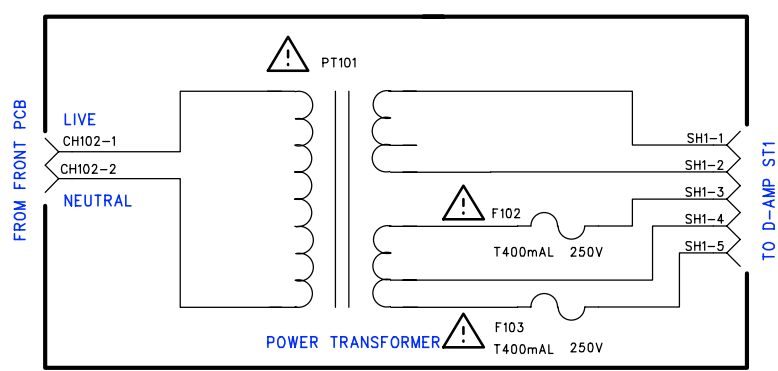 PT101
FROM FRONT PCB
LIVE
CH102-1
CH102-2
NEUTRAL
SH1-1
SH1-2
SH1-3
SH1-4
SH1-5
TO D-AMP ST1
F102
T400mAL 250V
F103
T400mAL 250V
POWER TRANSFORMER